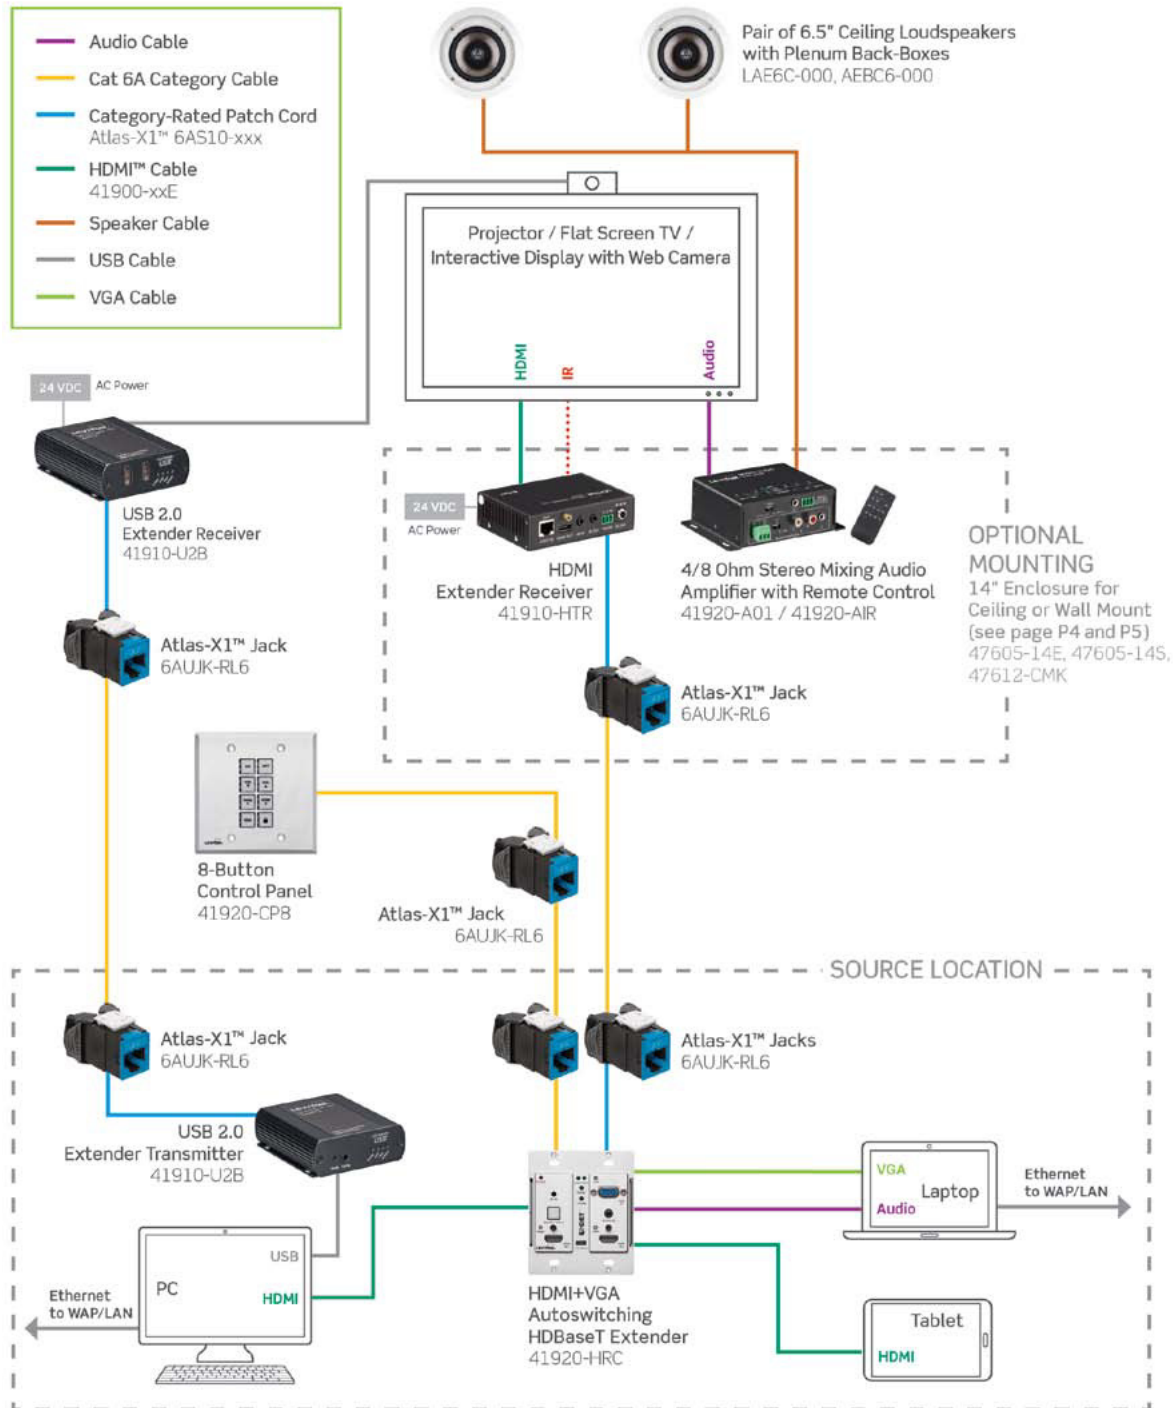 Audio Cable
Cat 6A Category Cable
Category-Rated Patch Cord
Atlas-X1™ 6AS10-xxx
HDMI™ Cable
41900-xxE
Speaker Cable
USB Cable
VGA Cable
Pair of 6.5" Ceiling Loudspeakers
with Plenum Back-Boxes
LAE6C-000, AEBC6-000
Projector / Flat Screen TV /
Interactive Display with Web Camera
HDMI
IR
Audio
24 VDC
AC Power
USB 2.0
Extender Receiver
41910-U2B
24 VDC
AC Power
HDMI
Extender Receiver
41910-HTR
4/8 Ohm Stereo Mixing Audio
Amplifier with Remote Control
41920-A01 / 41920-AIR
OPTIONAL
MOUNTING
14" Enclosure for
Ceiling or Wall Mount
(see page P4 and P5)
47605-14E, 47605-14S,
47612-CMK
Atlas-X1™ Jack
6AUJK-RL6
Atlas-X1™ Jack
6AUJK-RL6
8-Button
Control Panel
41920-CP8
Atlas-X1™ Jack
6AUJK-RL6
SOURCE LOCATION
Atlas-X1™ Jack
6AUJK-RL6
Atlas-X1™ Jacks
6AUJK-RL6
USB 2.0
Extender Transmitter
41910-U2B
VGA
Laptop
Audio
Ethernet
to WAP/LAN
USB
PC
HDMI
Ethernet
to WAP/LAN
HDMI+VGA
Autoswitching
HDBaseT Extender
41920-HRC
Tablet
HDMI